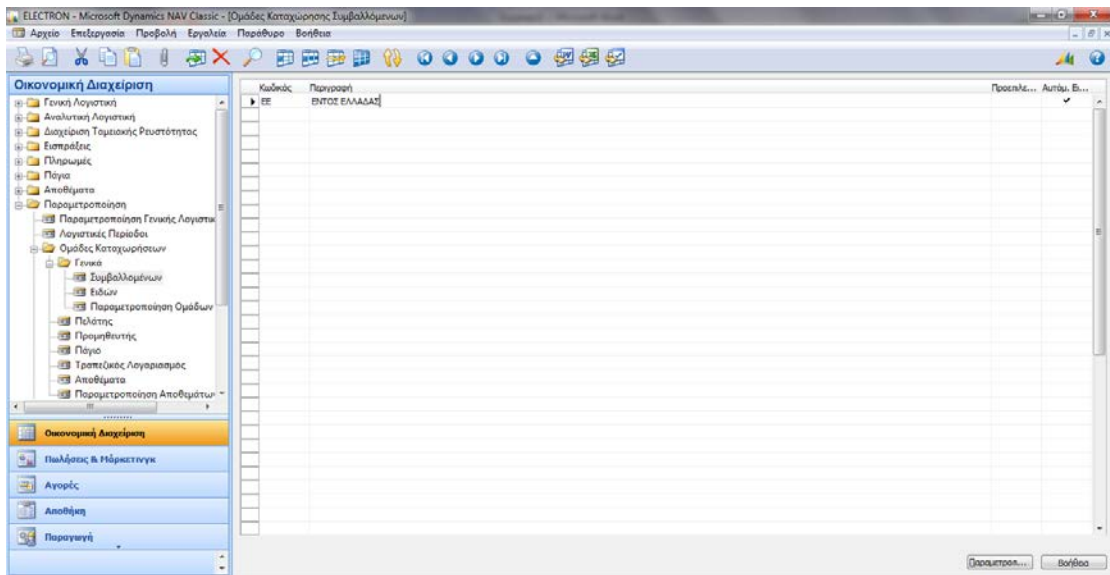 ELECTRON - Microsoft Dynamics NAV Classic - [Ομάδες Καταχώρησης Συμβαλλόμενων]
Αρχείο Επεξεργασία Προβολή Εργαλεία Παράθυρο Βοήθεια
Οικονομική Διαχείριση
Κωδικός Περιγραφή Προεπιλε... Αυτόμ. Ει...
Γενική Λογιστική
ΕΕ ΕΝΤΟΣ ΕΛΛΑΔΑΣ
Αναλυτική Λογιστική
Διαχείριση Ταμειακής Ρευστότητας
Εισπράξεις
Πληρωμές
Πάγια
Αποθέματα
Παραμετροποίηση
Παραμετροποίηση Γενικής Λογιστικ
Λογιστικές Περίοδοι
Ομάδες Καταχωρήσεων
Γενικά
Συμβαλλομένων
Ειδών
Παραμετροποίηση Ομάδων
Πελάτης
Προμηθευτής
Πάγιο
Τραπεζικός Λογαριασμός
Αποθέματα
Παραμετροποίηση Αποθεμάτων
Οικονομική Διαχείριση
Πωλήσεις & Μάρκετινγκ
Αγορές
Αποθήκη
Παραγωγή
Παραμετροπ... Βοήθεια